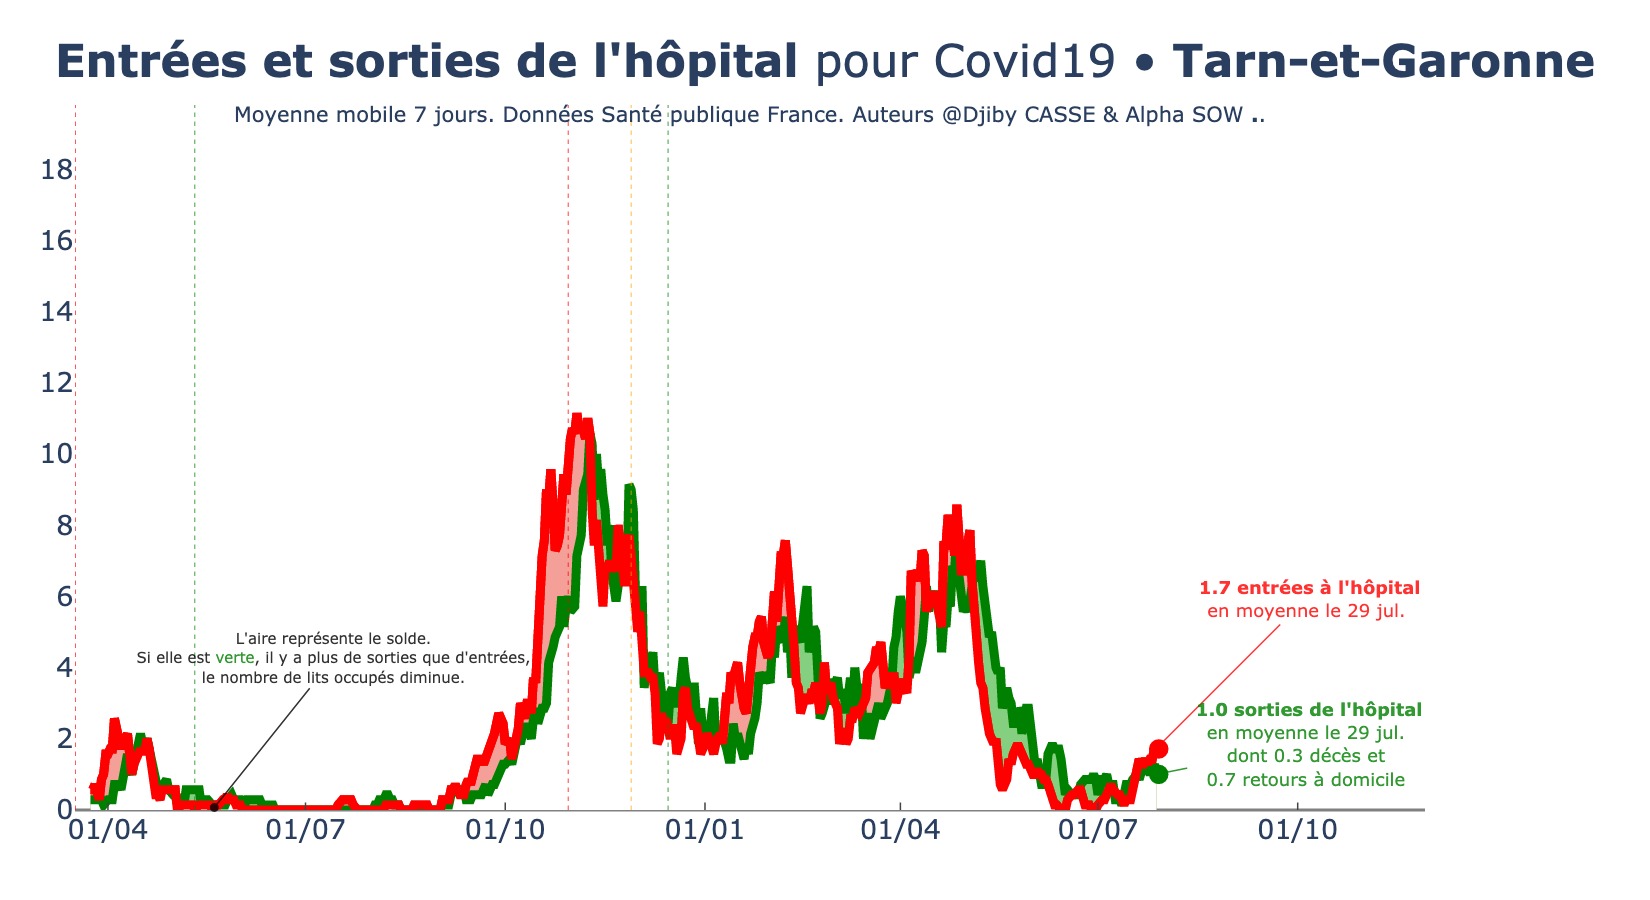 Entrées et sorties de l'hôpital pour Covid19 • Tarn-et-Garonne
Moyenne mobile 7 jours. Données Santé publique France. Auteurs @Djiby CASSE & Alpha SOW ..
18
16
14
12
10
8
6
4
2
0
L'aire représente le solde.
Si elle est verte, il y a plus de sorties que d'entrées,
le nombre de lits occupés diminue.
1.7 entrées à l'hôpital
en moyenne le 29 jul.
1.0 sorties de l'hôpital
en moyenne le 29 jul.
dont 0.3 décès et
0.7 retours à domicile
01/04 01/07 01/10 01/01 01/04 01/07 01/10